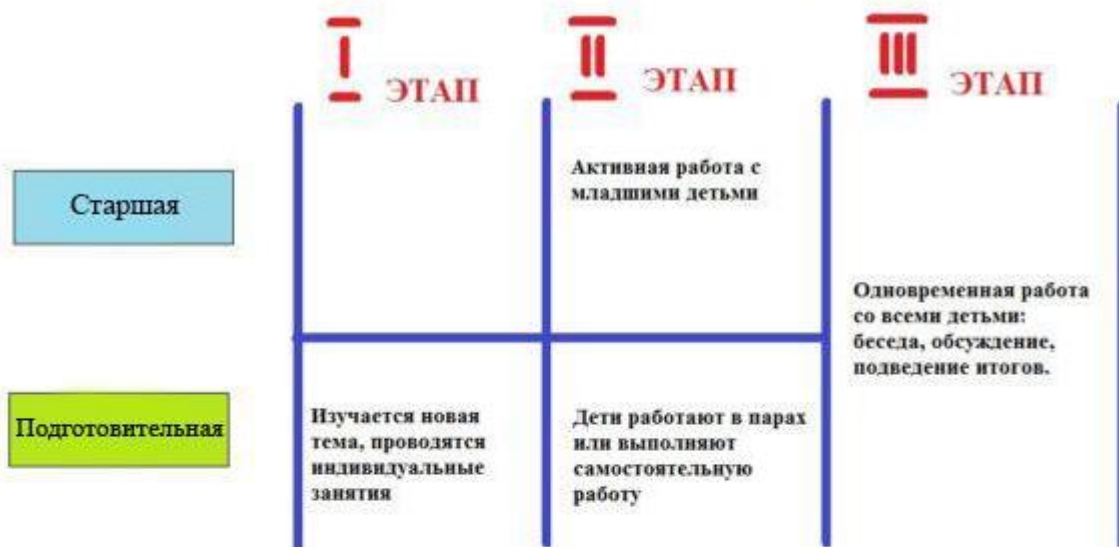 I ЭТАП
II ЭТАП
III ЭТАП
Старшая
Активная работа с
младшими детьми
Одновременная работа
со всеми детьми:
беседа, обсуждение,
подведение итогов.
Подготовительная
Изучается новая
тема, проводятся
индивидуальные
занятия
Дети работают в парах
или выполняют
самостоятельную
работу